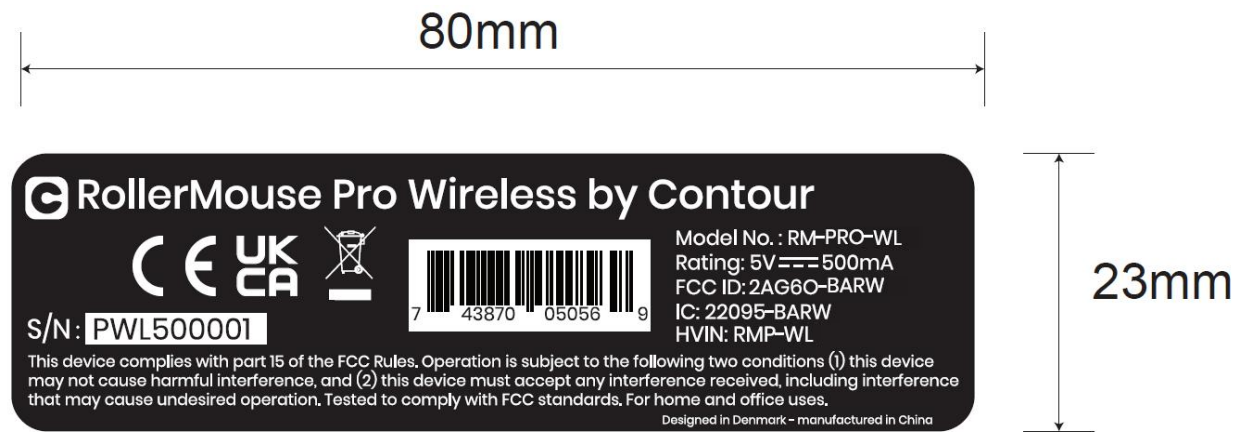 80mm
RollerMouse Pro Wireless by Contour
CE UK CA
S/N: PWL500001
7 43870 05056 9
Model No.: RM-PRO-WL
Rating: 5V 500mA
FCC ID: 2AG6O-BARW
IC: 22095-BARW
HVIN: RMP-WL
This device complies with part 15 of the FCC Rules. Operation is subject to the following two conditions (1) this device
may not cause harmful interference, and (2) this device must accept any interference received, including interference
that may cause undesired operation. Tested to comply with FCC standards. For home and office uses.
Designed in Denmark - manufactured in China
23mm